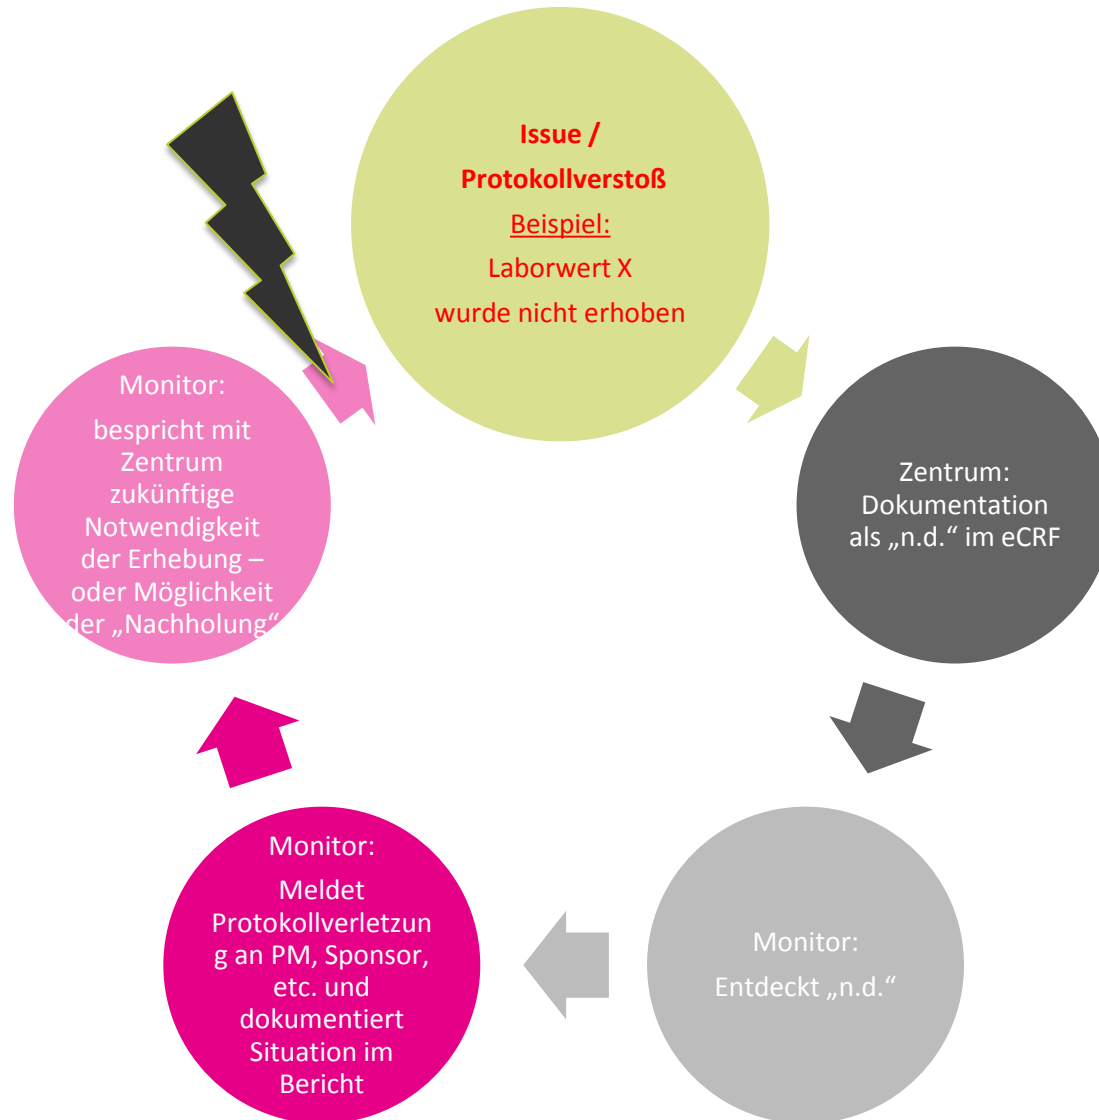 Issue /
Protokollverstoß
Beispiel:
Laborwert X
wurde nicht erhoben
Zentrum:
Dokumentation
als „n.d.“ im eCRF
Monitor:
Entdeckt „n.d.“
Monitor:
Meldet
Protokollverletzun
g an PM, Sponsor,
etc. und
dokumentiert
Situation im
Bericht
Monitor:
bespricht mit
Zentrum
zukünftige
Notwendigkeit
der Erhebung –
oder Möglichkeit
der „Nachholung“